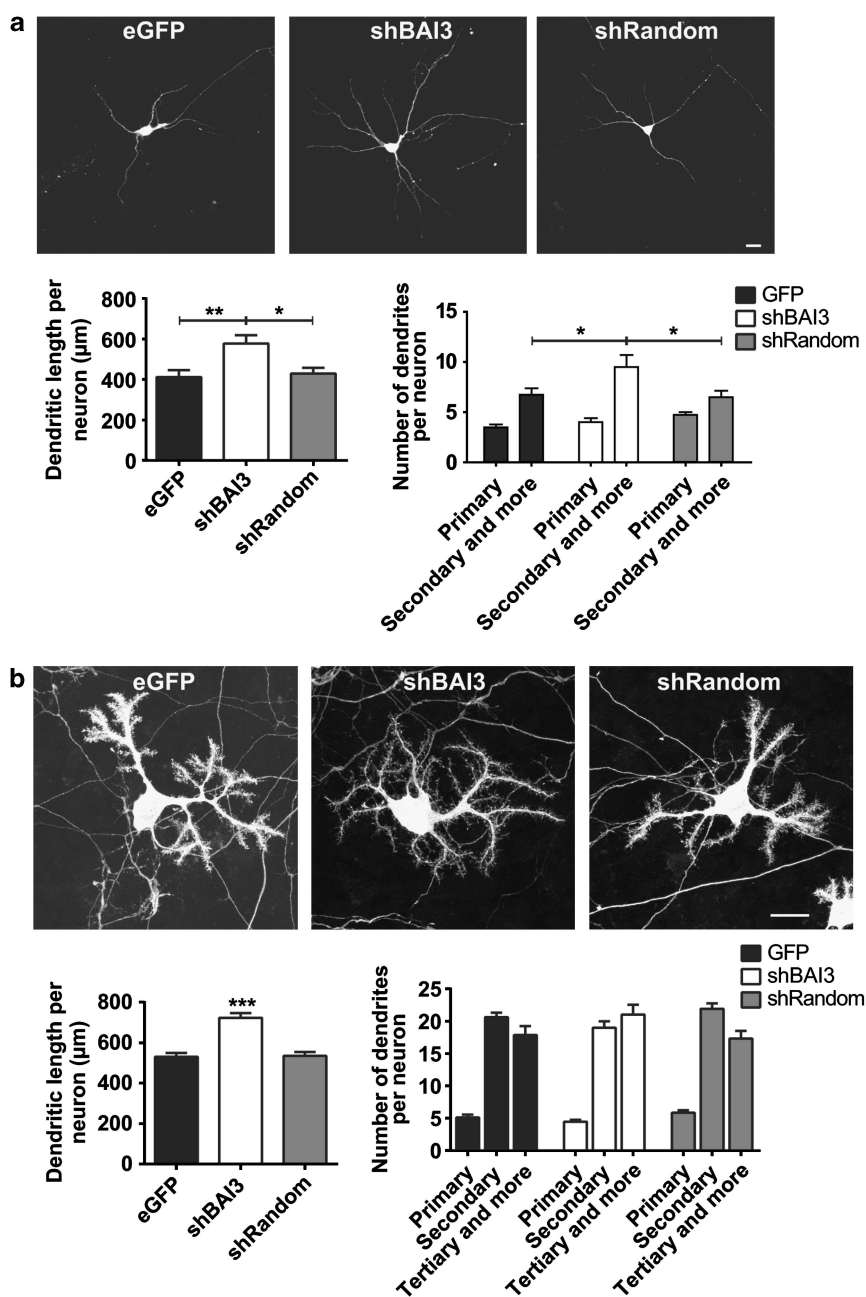 a
eGFP
shBAI3
shRandom
Dendritic length per
neuron (µm)
800
600
400
200
0
**
*
eGFP
shBAI3
shRandom
Number of dendrites
per neuron
15
10
5
0
*
*
GFP
shBAI3
shRandom
Primary
Secondary and more
Primary
Secondary and more
Primary
Secondary and more
b
eGFP
shBAI3
shRandom
Dendritic length per
neuron (µm)
800
600
400
200
0
***
eGFP
shBAI3
shRandom
Number of dendrites
per neuron
25
20
15
10
5
0
GFP
shBAI3
shRandom
Primary
Secondary
Tertiary and more
Primary
Secondary
Tertiary and more
Primary
Secondary
Tertiary and more